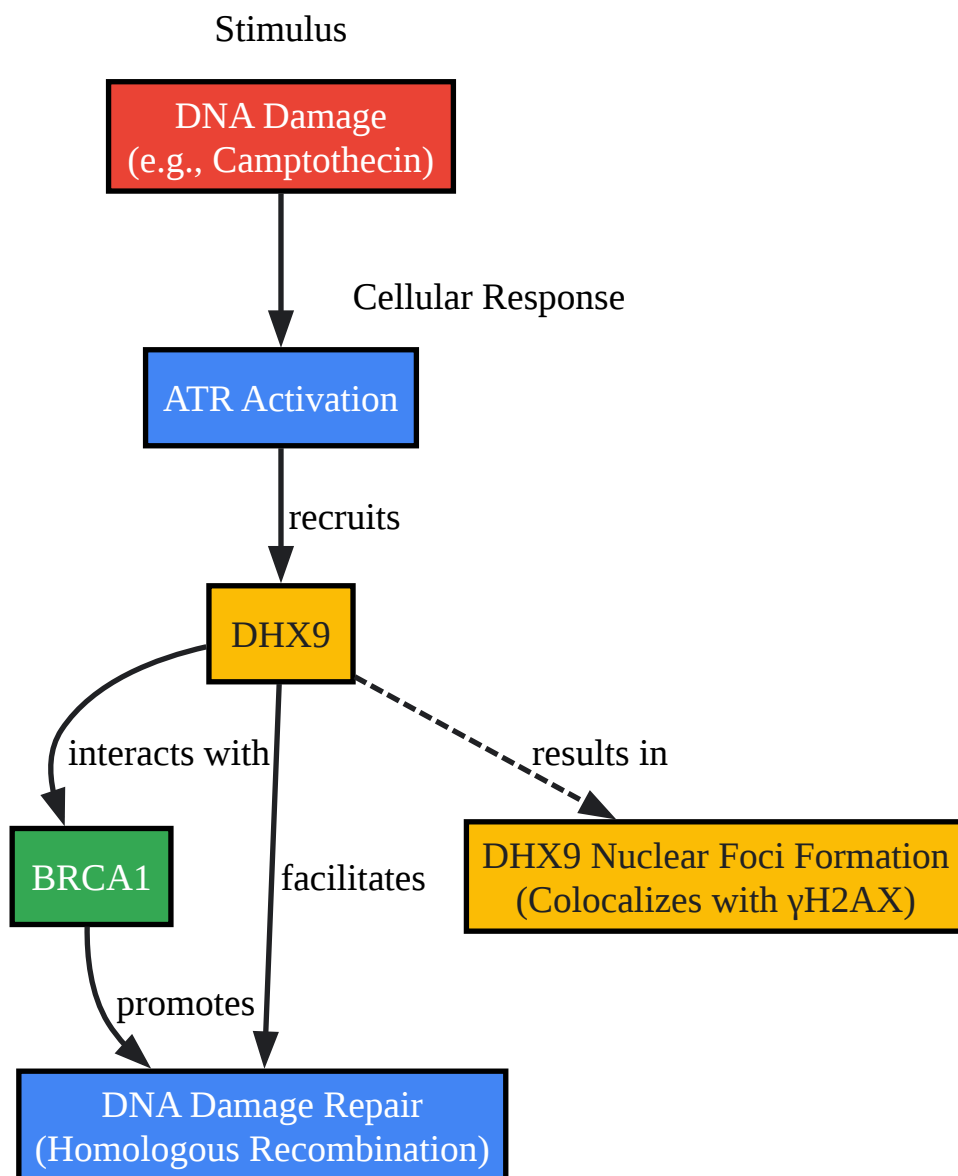 Stimulus
DNA Damage
(e.g., Camptothecin)
Cellular Response
ATR Activation
recruits
DHX9
interacts with
results in
BRCA1
facilitates
DHX9 Nuclear Foci Formation
(Colocalizes with γH2AX)
promotes
DNA Damage Repair
(Homologous Recombination)